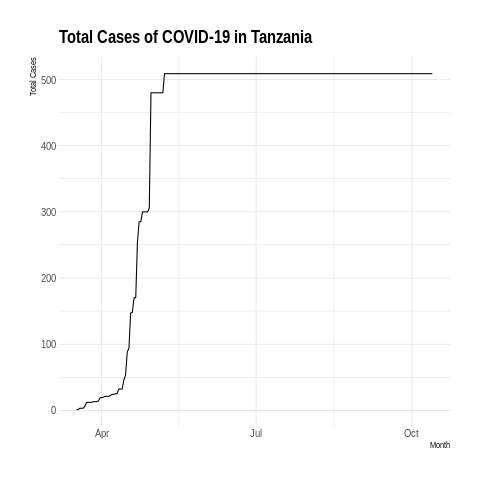 Total Cases of COVID-19 in Tanzania
Total Cases
500
400
300
200
100
0
Apr
Jul
Oct
Month